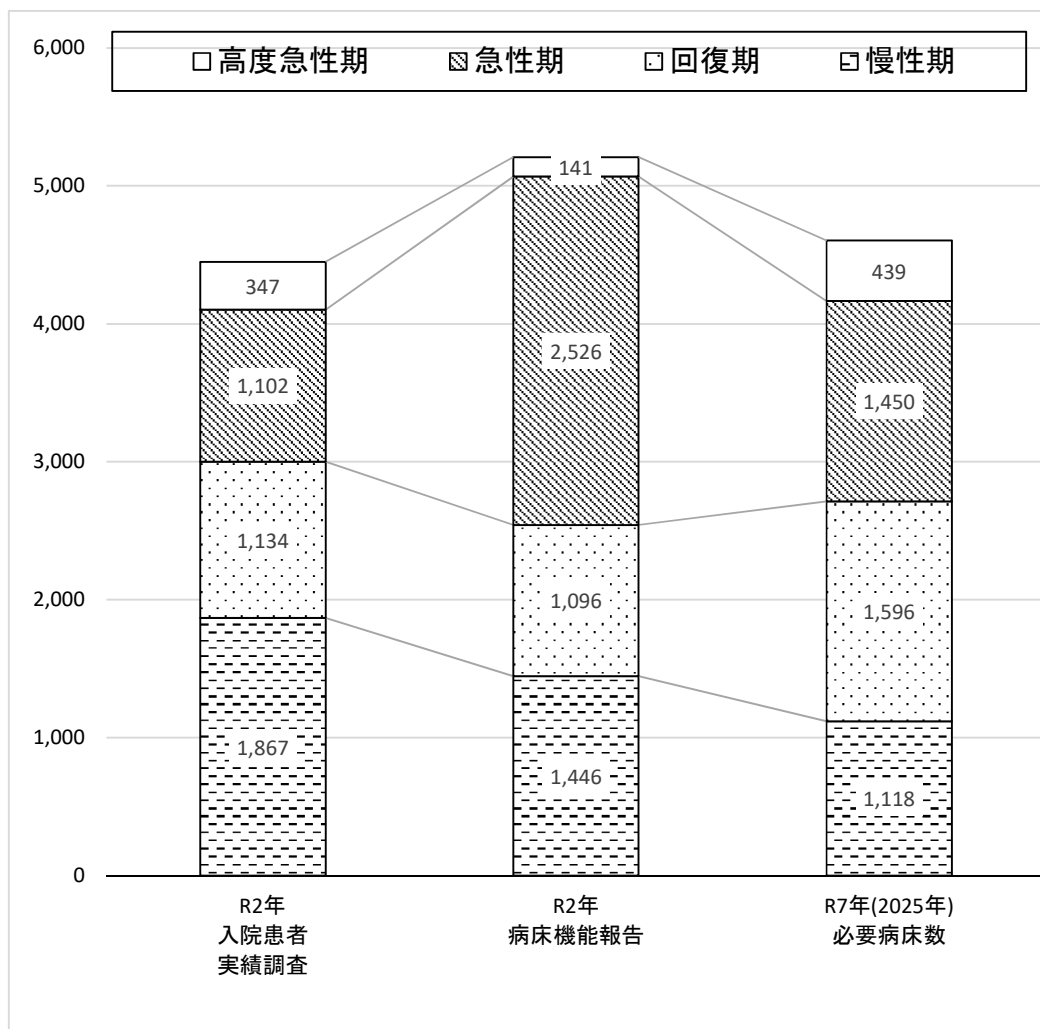 6,000
高度急性期 急性期 回復期 慢性期
5,000
4,000
3,000
2,000
1,000
0
347
1,102
1,134
1,867
141
2,526
1,096
1,446
439
1,450
1,596
1,118
R2年
入院患者
実績調査
R2年
病床機能報告
R7年(2025年)
必要病床数